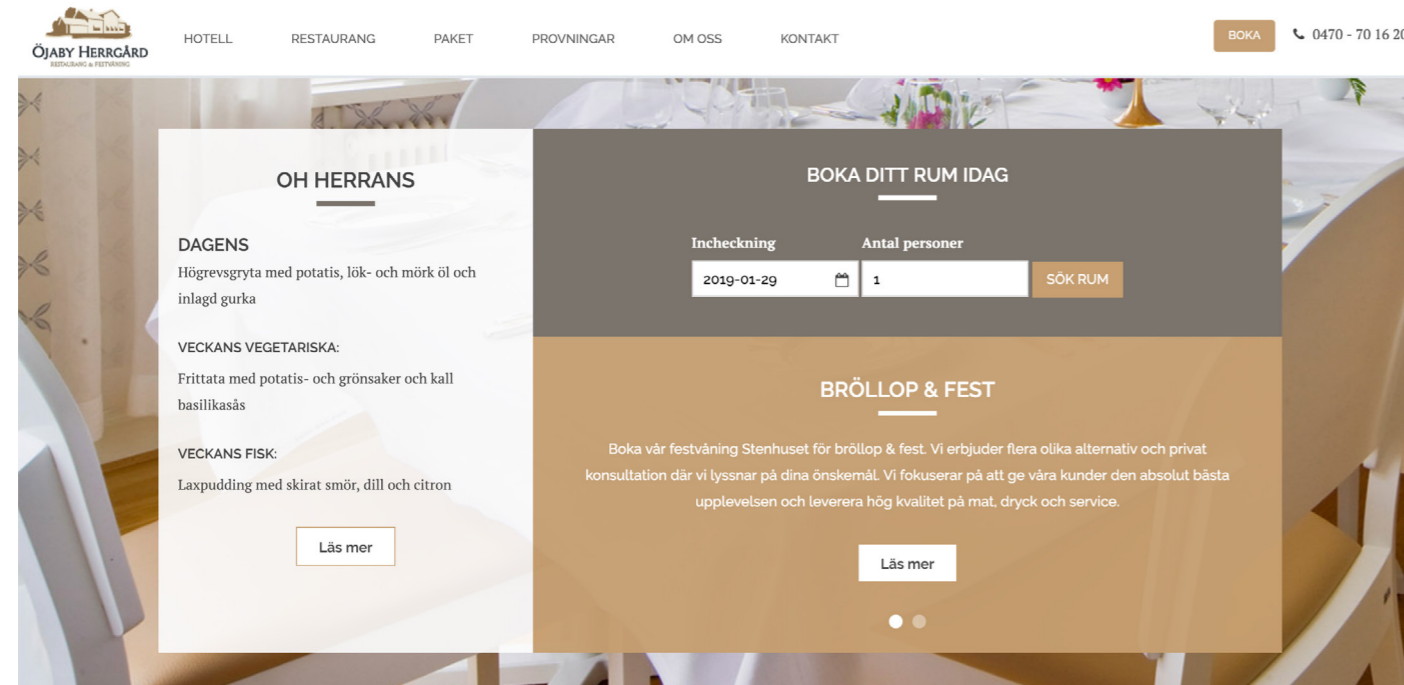 ÖJABY HERRGÅRD
RESTAURANG & FESTVÅNING
HOTELL
RESTAURANG
PAKET
PROVNINGAR
OM OSS
KONTAKT
BOKA
0470 - 70 16 20
OH HERRANS
DAGENS
Högrevsgryta med potatis, lök- och mörk öl och
inlagd gurka
VECKANS VEGETARISKA:
Frittata med potatis- och grönsaker och kall
basilikasås
VECKANS FISK:
Laxpudding med skirat smör, dill och citron
Läs mer
BOKA DITT RUM IDAG
Incheckning
Antal personer
2019-01-29
1
SÖK RUM
BRÖLLOP & FEST
Boka vår festvåning Stenhuset för bröllop & fest. Vi erbjuder flera olika alternativ och privat
konsultation där vi lyssnar på dina önskemål. Vi fokuserar på att ge våra kunder den absolut bästa
upplevelsen och leverera hög kvalitet på mat, dryck och service.
Läs mer